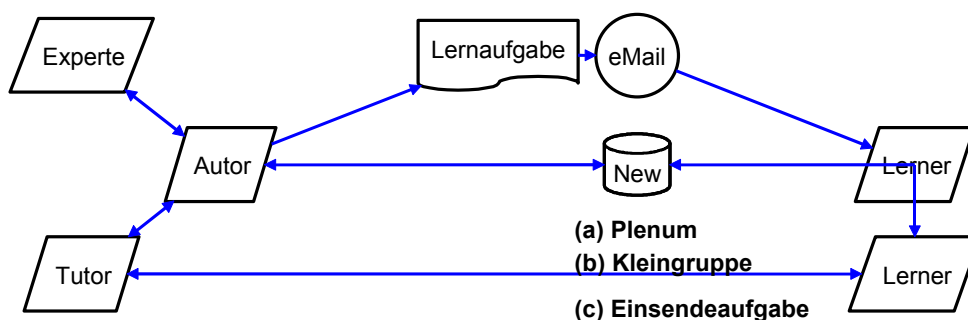 Experte
Lernaufgabe
eMail
Autor
New
Lerner
(a) Plenum
(b) Kleingruppe
Tutor
Lerner
(c) Einsendeaufgabe